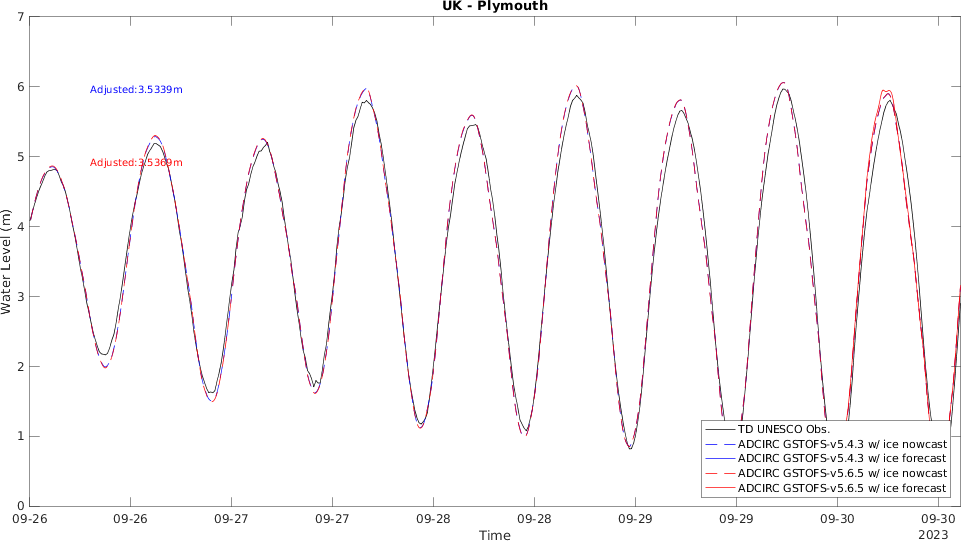 UK - Plymouth
7
6
5
4
3
2
1
0
Water Level (m)
Adjusted:3.5339m
Adjusted:3.5369m
TD UNESCO Obs.
ADCIRC GSTOFS-v5.4.3 w/ ice nowcast
ADCIRC GSTOFS-v5.4.3 w/ ice forecast
ADCIRC GSTOFS-v5.6.5 w/ ice nowcast
ADCIRC GSTOFS-v5.6.5 w/ ice forecast
09-26 09-26 09-27 09-27 09-28 09-28 09-29 09-29 09-30 09-30
2023
Time